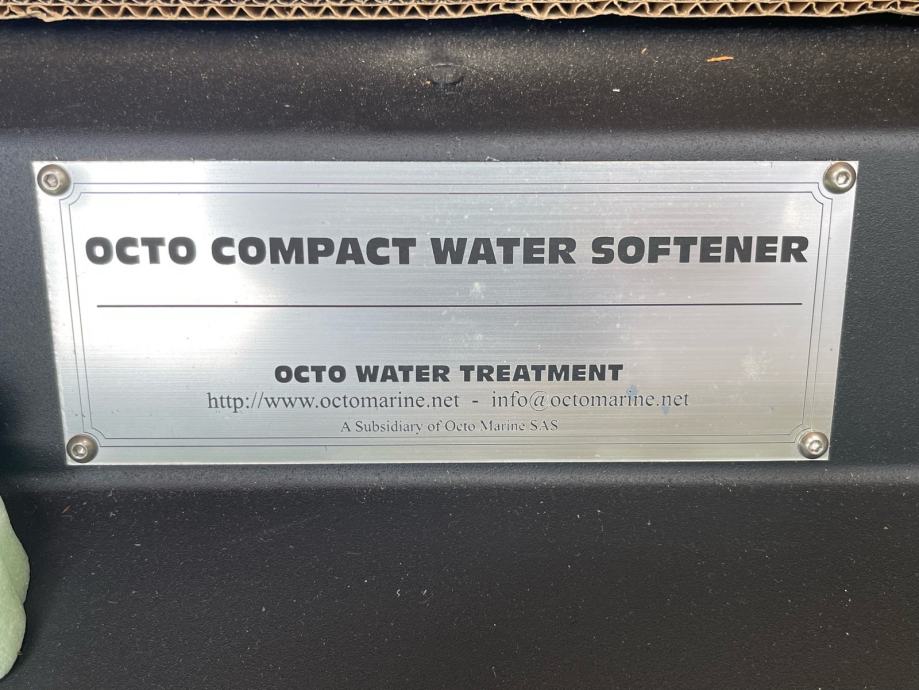 OCTO COMPACT WATER SOFTENER
OCTO WATER TREATMENT
http://www.octomarine.net - info@octomarine.net
A Subsidiary of Octo Marine SAS